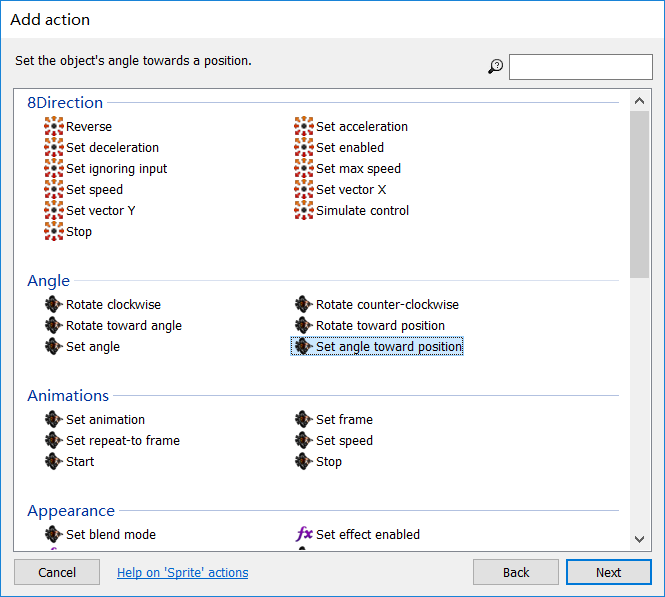 Add action
Set the object's angle towards a position.
8Direction
Reverse
Set acceleration
Set deceleration
Set enabled
Set ignoring input
Set max speed
Set speed
Set vector X
Set vector Y
Simulate control
Stop
Angle
Rotate clockwise
Rotate counter-clockwise
Rotate toward angle
Rotate toward position
Set angle
Set angle toward position
Animations
Set animation
Set frame
Set repeat-to frame
Set speed
Start
Stop
Appearance
Set blend mode
fx Set effect enabled
Cancel
Help on 'Sprite' actions
Back
Next